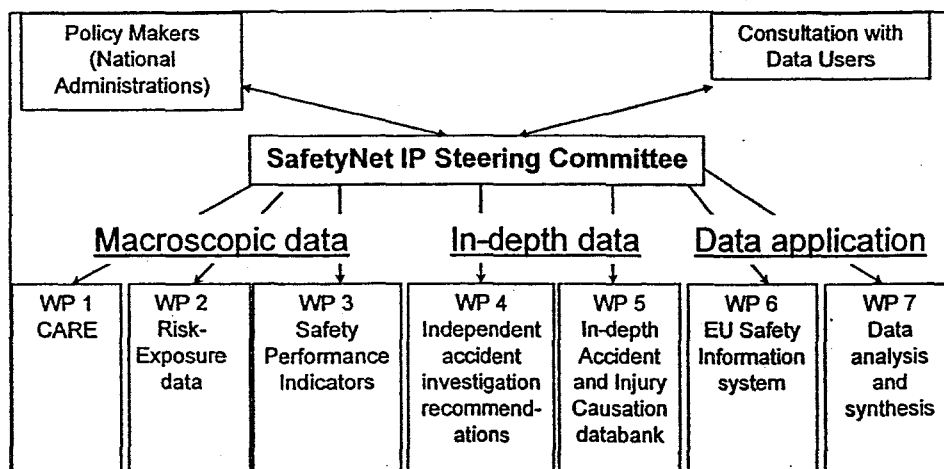 Policy Makers
(National
Administrations)
Consultation with
Data Users
SafetyNet IP Steering Committee
Macroscopic data
In-depth data
Data application
WP 1
CARE
WP 2
Risk-
Exposure
data
WP 3
Safety
Performance
Indicators
WP 4
Independent
accident
investigation
recommend-
ations
WP 5
In-depth
Accident
and Injury
Causation
databank
WP 6
EU Safety
Information
system
WP 7
Data
analysis
and
synthesis